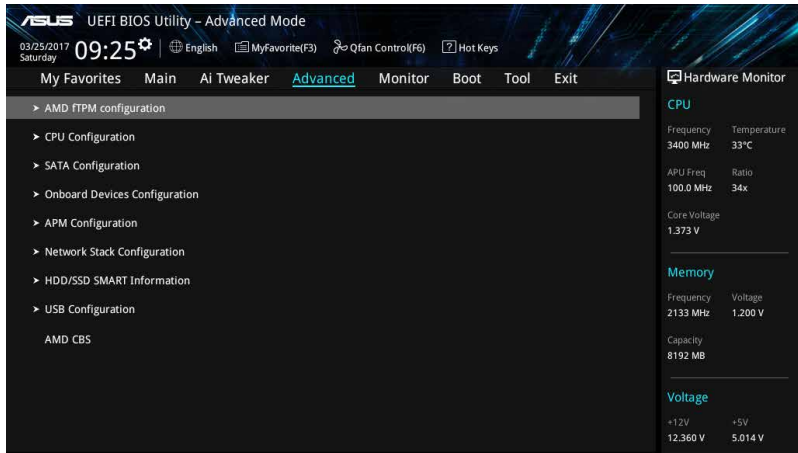 ASUS UEFI BIOS Utility – Advanced Mode
03/25/2017 Saturday 09:25 English MyFavorite(F3) Qfan Control(F6) ? Hot Keys
My Favorites Main Ai Tweaker Advanced Monitor Boot Tool Exit
> AMD fTPM configuration
> CPU Configuration
> SATA Configuration
> Onboard Devices Configuration
> APM Configuration
> Network Stack Configuration
> HDD/SSD SMART Information
> USB Configuration
AMD CBS
Hardware Monitor
CPU
Frequency Temperature
3400 MHz 33°C
APU Freq Ratio
100.0 MHz 34x
Core Voltage
1.373 V
Memory
Frequency Voltage
2133 MHz 1.200 V
Capacity
8192 MB
Voltage
+12V +5V
12.360 V 5.014 V